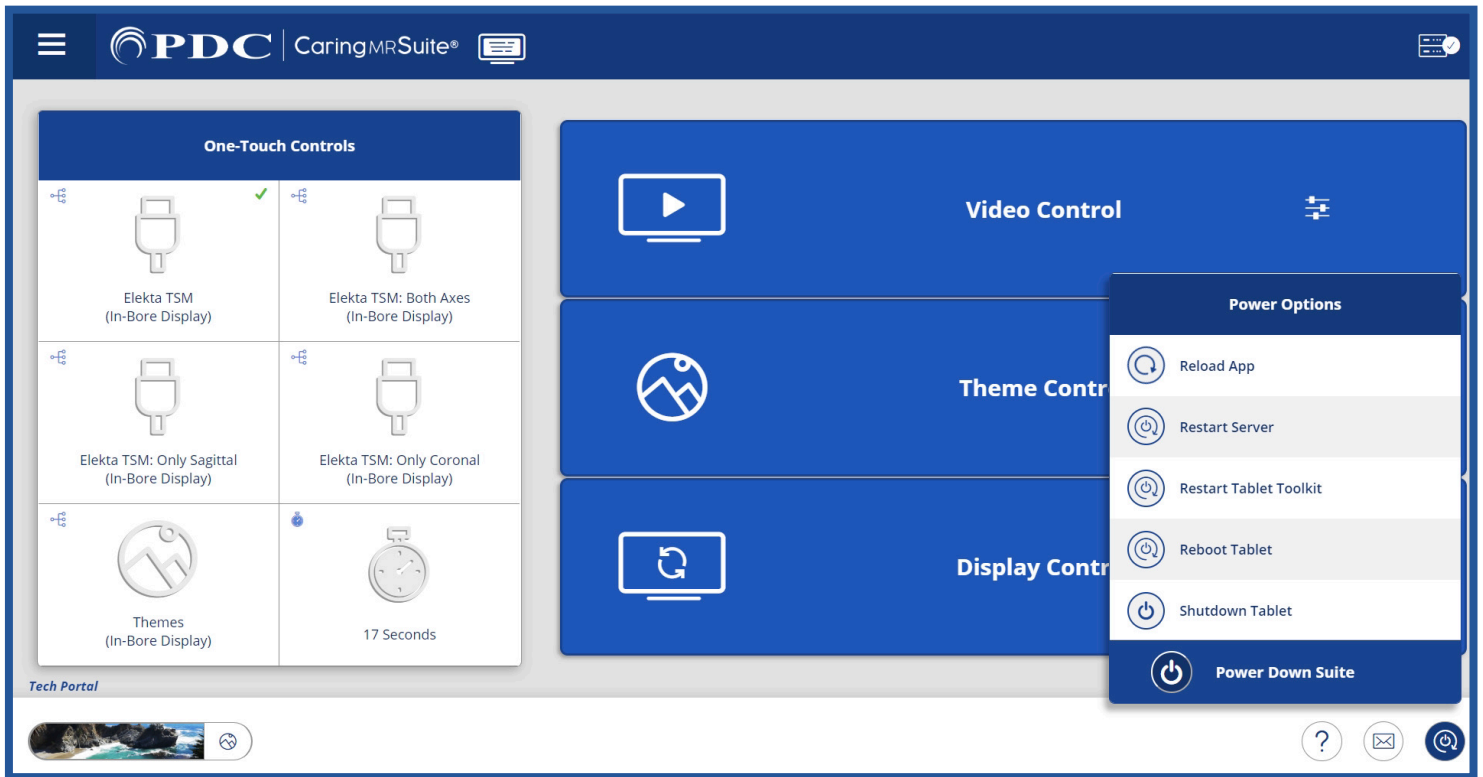 PDC CaringMRSuite®
One-Touch Controls
Elekta TSM
(In-Bore Display)
Elekta TSM: Both Axes
(In-Bore Display)
Elekta TSM: Only Sagittal
(In-Bore Display)
Elekta TSM: Only Coronal
(In-Bore Display)
Themes
(In-Bore Display)
17 Seconds
Video Control
Theme Contr
Display Contr
Power Options
Reload App
Restart Server
Restart Tablet Toolkit
Reboot Tablet
Shutdown Tablet
Power Down Suite
Tech Portal
?